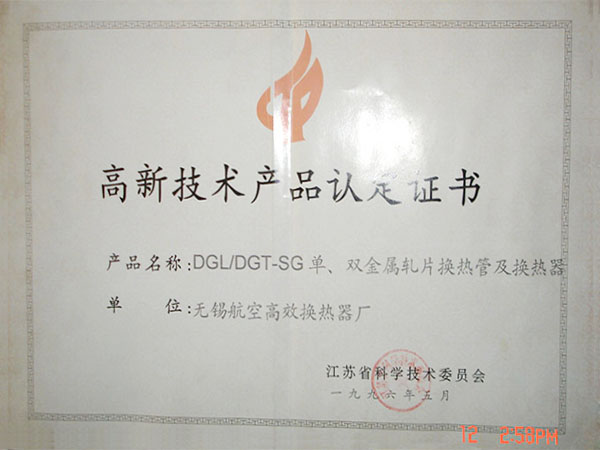 高新技术产品认定证书
产品名称:DGL/DGT-SG 单、双金属轧片换热管及换热器
单 位:无锡航空高效换热器厂
江苏省科学技术委员会
一九九六年五月
12 2:58PM